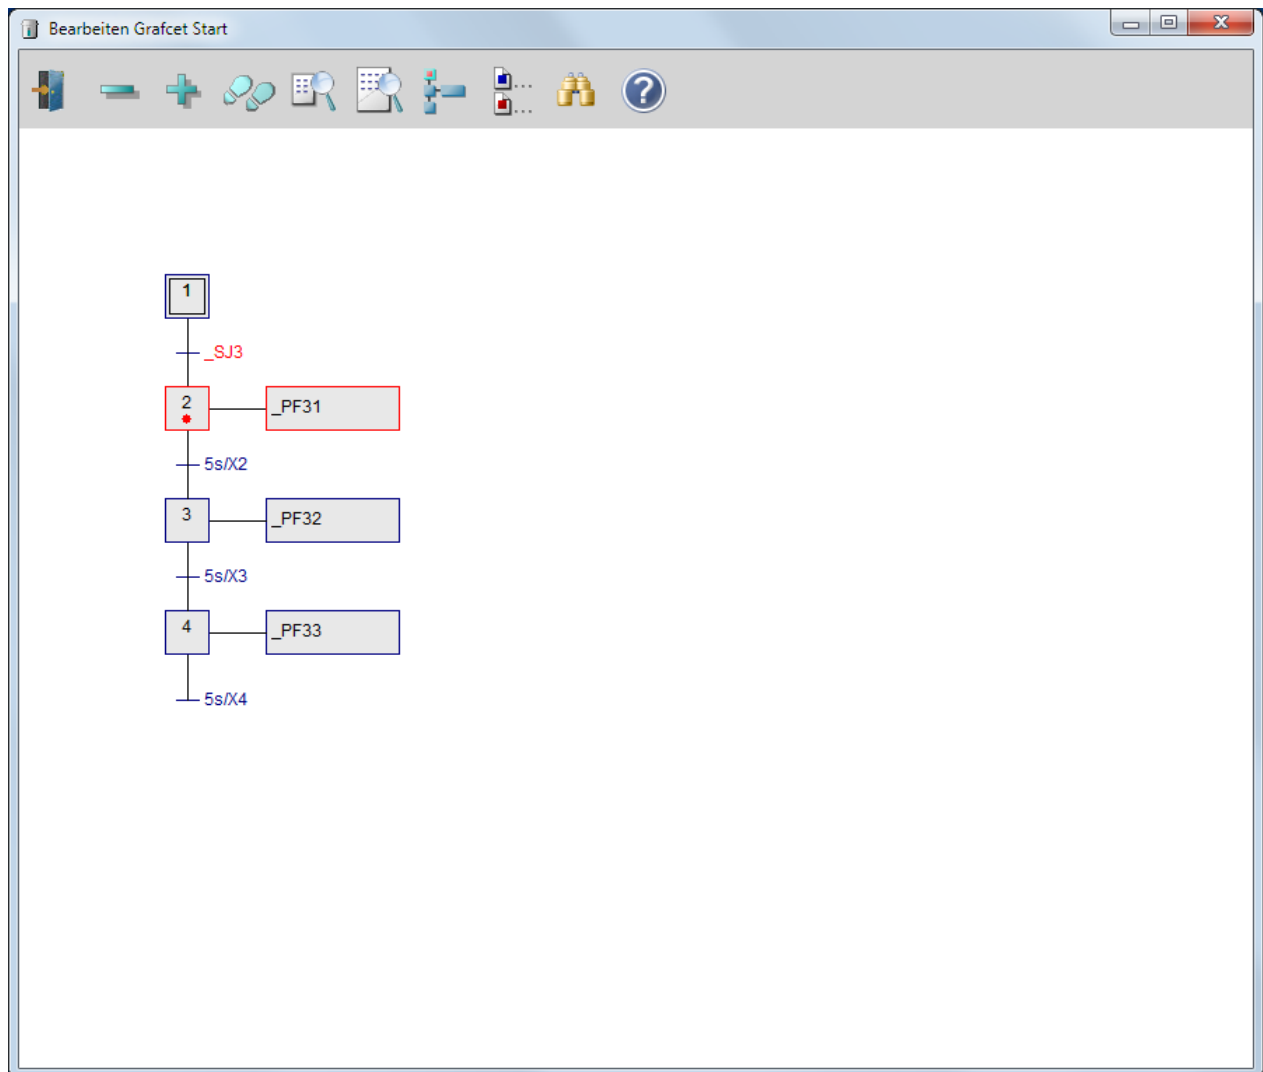 Bearbeiten Grafcet Start
1
_SJ3
2 _PF31
5s/X2
3 _PF32
5s/X3
4 _PF33
5s/X4